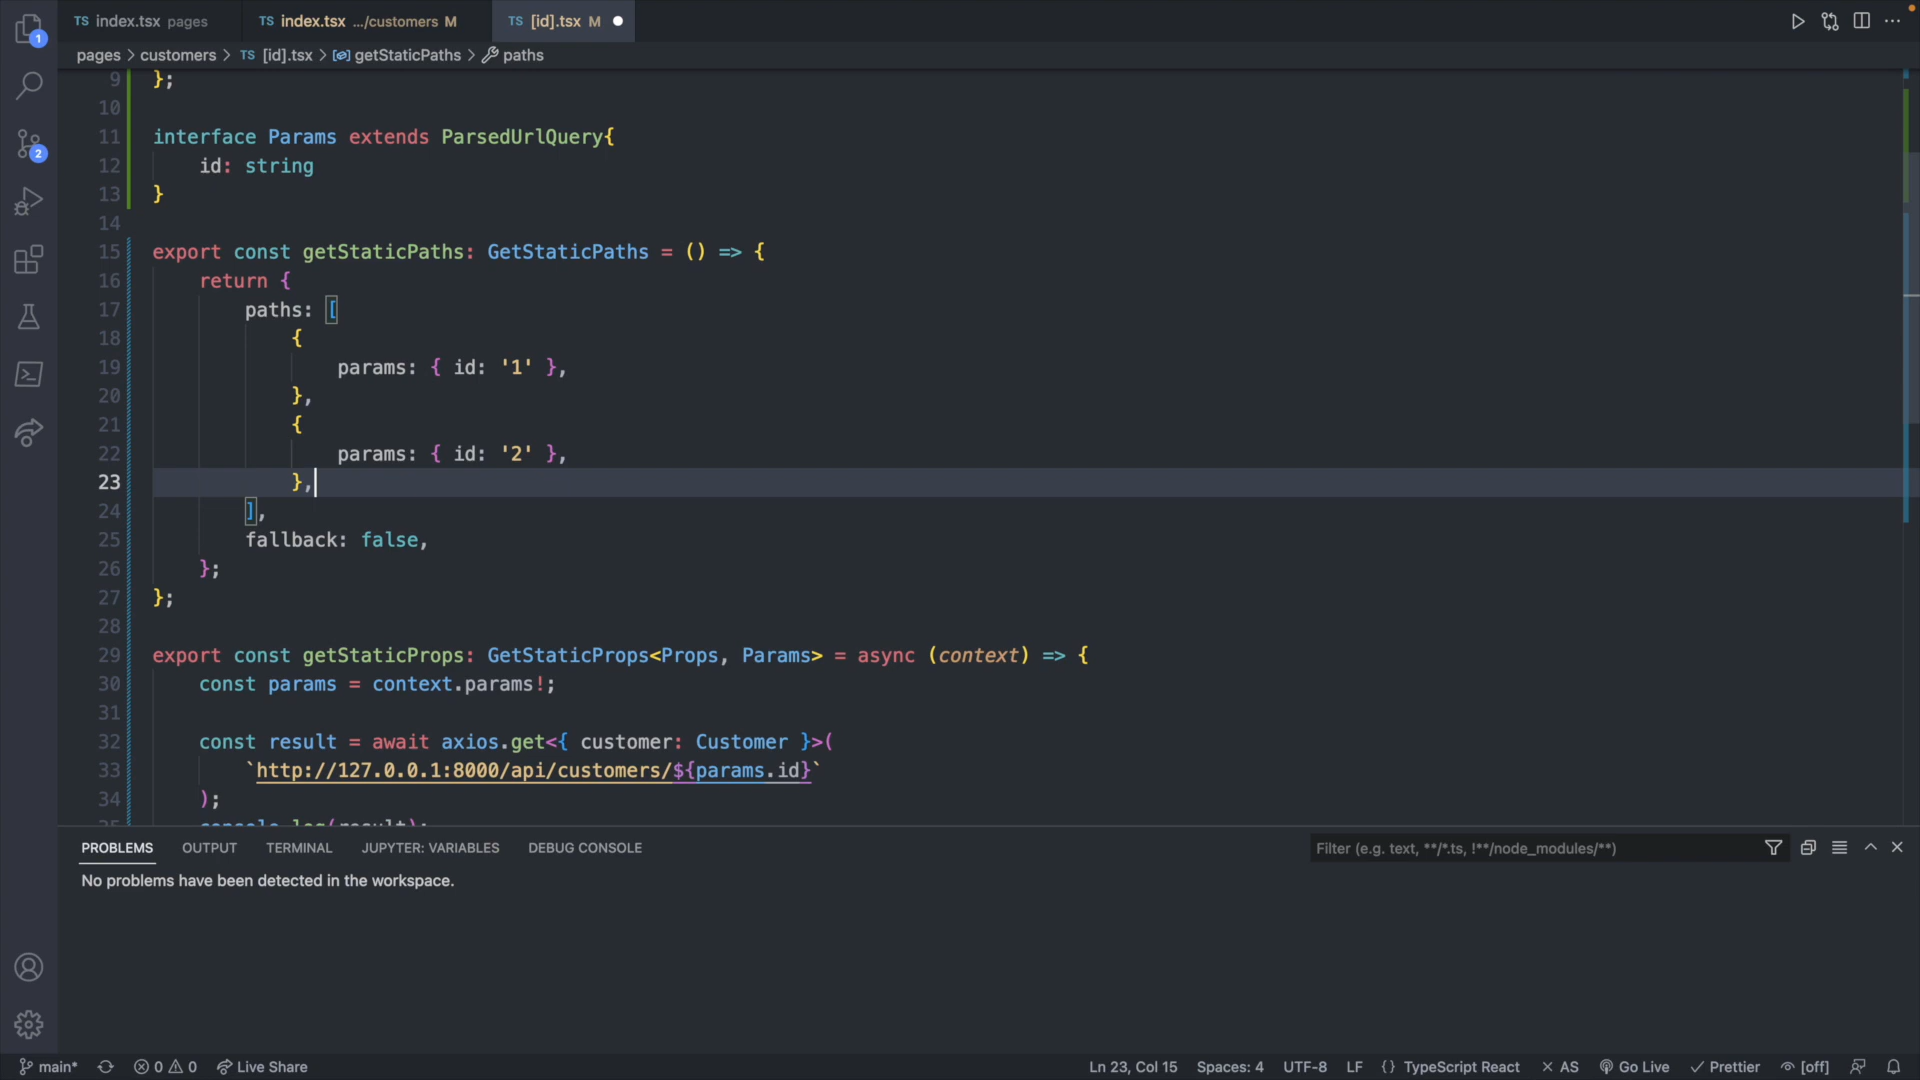 1
TS index.tsx pages
TS index.tsx .../customers M
TS [id].tsx M
pages > customers > TS [id].tsx > getStaticPaths > paths
9 };
10
11 interface Params extends ParsedUrlQuery{
12 id: string
13 }
14
15 export const getStaticPaths: GetStaticPaths = () => {
16 return {
17 paths: [
18 {
19 params: { id: '1' },
20 },
21 {
22 params: { id: '2' },
23 },
24 ],
25 fallback: false,
26 };
27 };
28
29 export const getStaticProps: GetStaticProps<Props, Params> = async (context) => {
30 const params = context.params!;
31
32 const result = await axios.get<{ customer: Customer }>(
33 `http://127.0.0.1:8000/api/customers/${params.id}`
34 );
35 console.log(result);
2
PROBLEMS OUTPUT TERMINAL JUPYTER: VARIABLES DEBUG CONSOLE
Filter (e.g. text, **/*.ts, !**/node_modules/**)
No problems have been detected in the workspace.
main* 0 0 Live Share
Ln 23, Col 15 Spaces: 4 UTF-8 LF {} TypeScript React × AS Go Live ✓ Prettier [off]